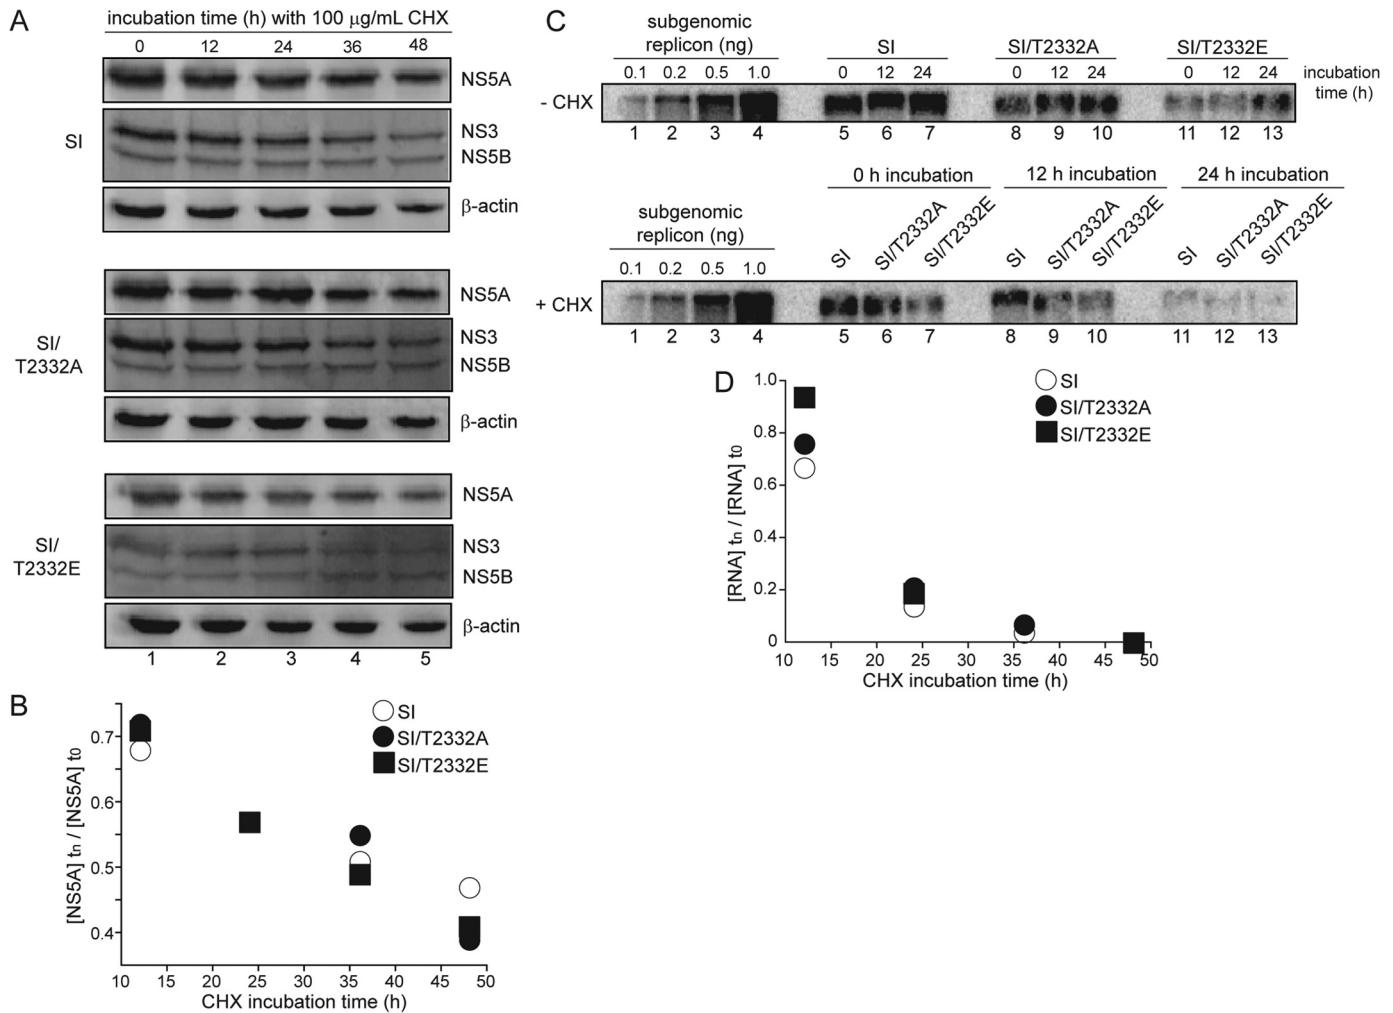 A
incubation time (h) with 100 μg/mL CHX
0 12 24 36 48
NS5A
SI
NS3
NS5B
β-actin
NS5A
SI/
T2332A
NS3
NS5B
β-actin
NS5A
SI/
T2332E
NS3
NS5B
β-actin
1 2 3 4 5
B
SI
SI/T2332A
SI/T2332E
0.7
0.6
0.5
0.4
[NS5A] tn / [NS5A] t0
10 15 20 25 30 35 40 45 50
CHX incubation time (h)
C
subgenomic
replicon (ng)
SI SI/T2332A SI/T2332E
0.1 0.2 0.5 1.0 0 12 24 0 12 24 0 12 24
incubation
time (h)
- CHX
1 2 3 4 5 6 7 8 9 10 11 12 13
0 h incubation 12 h incubation 24 h incubation
subgenomic
replicon (ng)
SI SI/T2332A SI/T2332E SI SI/T2332A SI/T2332E SI SI/T2332A SI/T2332E
0.1 0.2 0.5 1.0
+ CHX
1 2 3 4 5 6 7 8 9 10 11 12 13
D
SI
SI/T2332A
SI/T2332E
1.0
0.8
0.6
0.4
0.2
0
[RNA] tn / [RNA] t0
10 15 20 25 30 35 40 45 50
CHX incubation time (h)